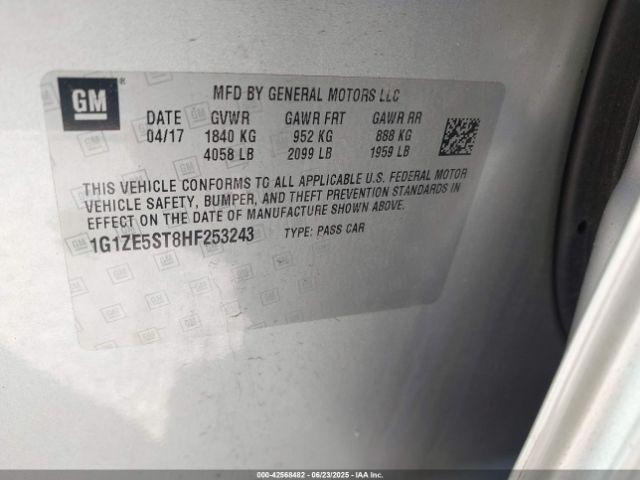 GM
MFD BY GENERAL MOTORS LLC
DATE GVWR GAWR FRT GAWR RR
04/17 1840 KG 952 KG 888 KG
4058 LB 2099 LB 1959 LB
THIS VEHICLE CONFORMS TO ALL APPLICABLE U.S. FEDERAL MOTOR
VEHICLE SAFETY, BUMPER, AND THEFT PREVENTION STANDARDS IN
EFFECT ON THE DATE OF MANUFACTURE SHOWN ABOVE.
1G1ZE5ST8HF253243 TYPE: PASS CAR
000-42568482 - 06/23/2025 - IAA Inc.